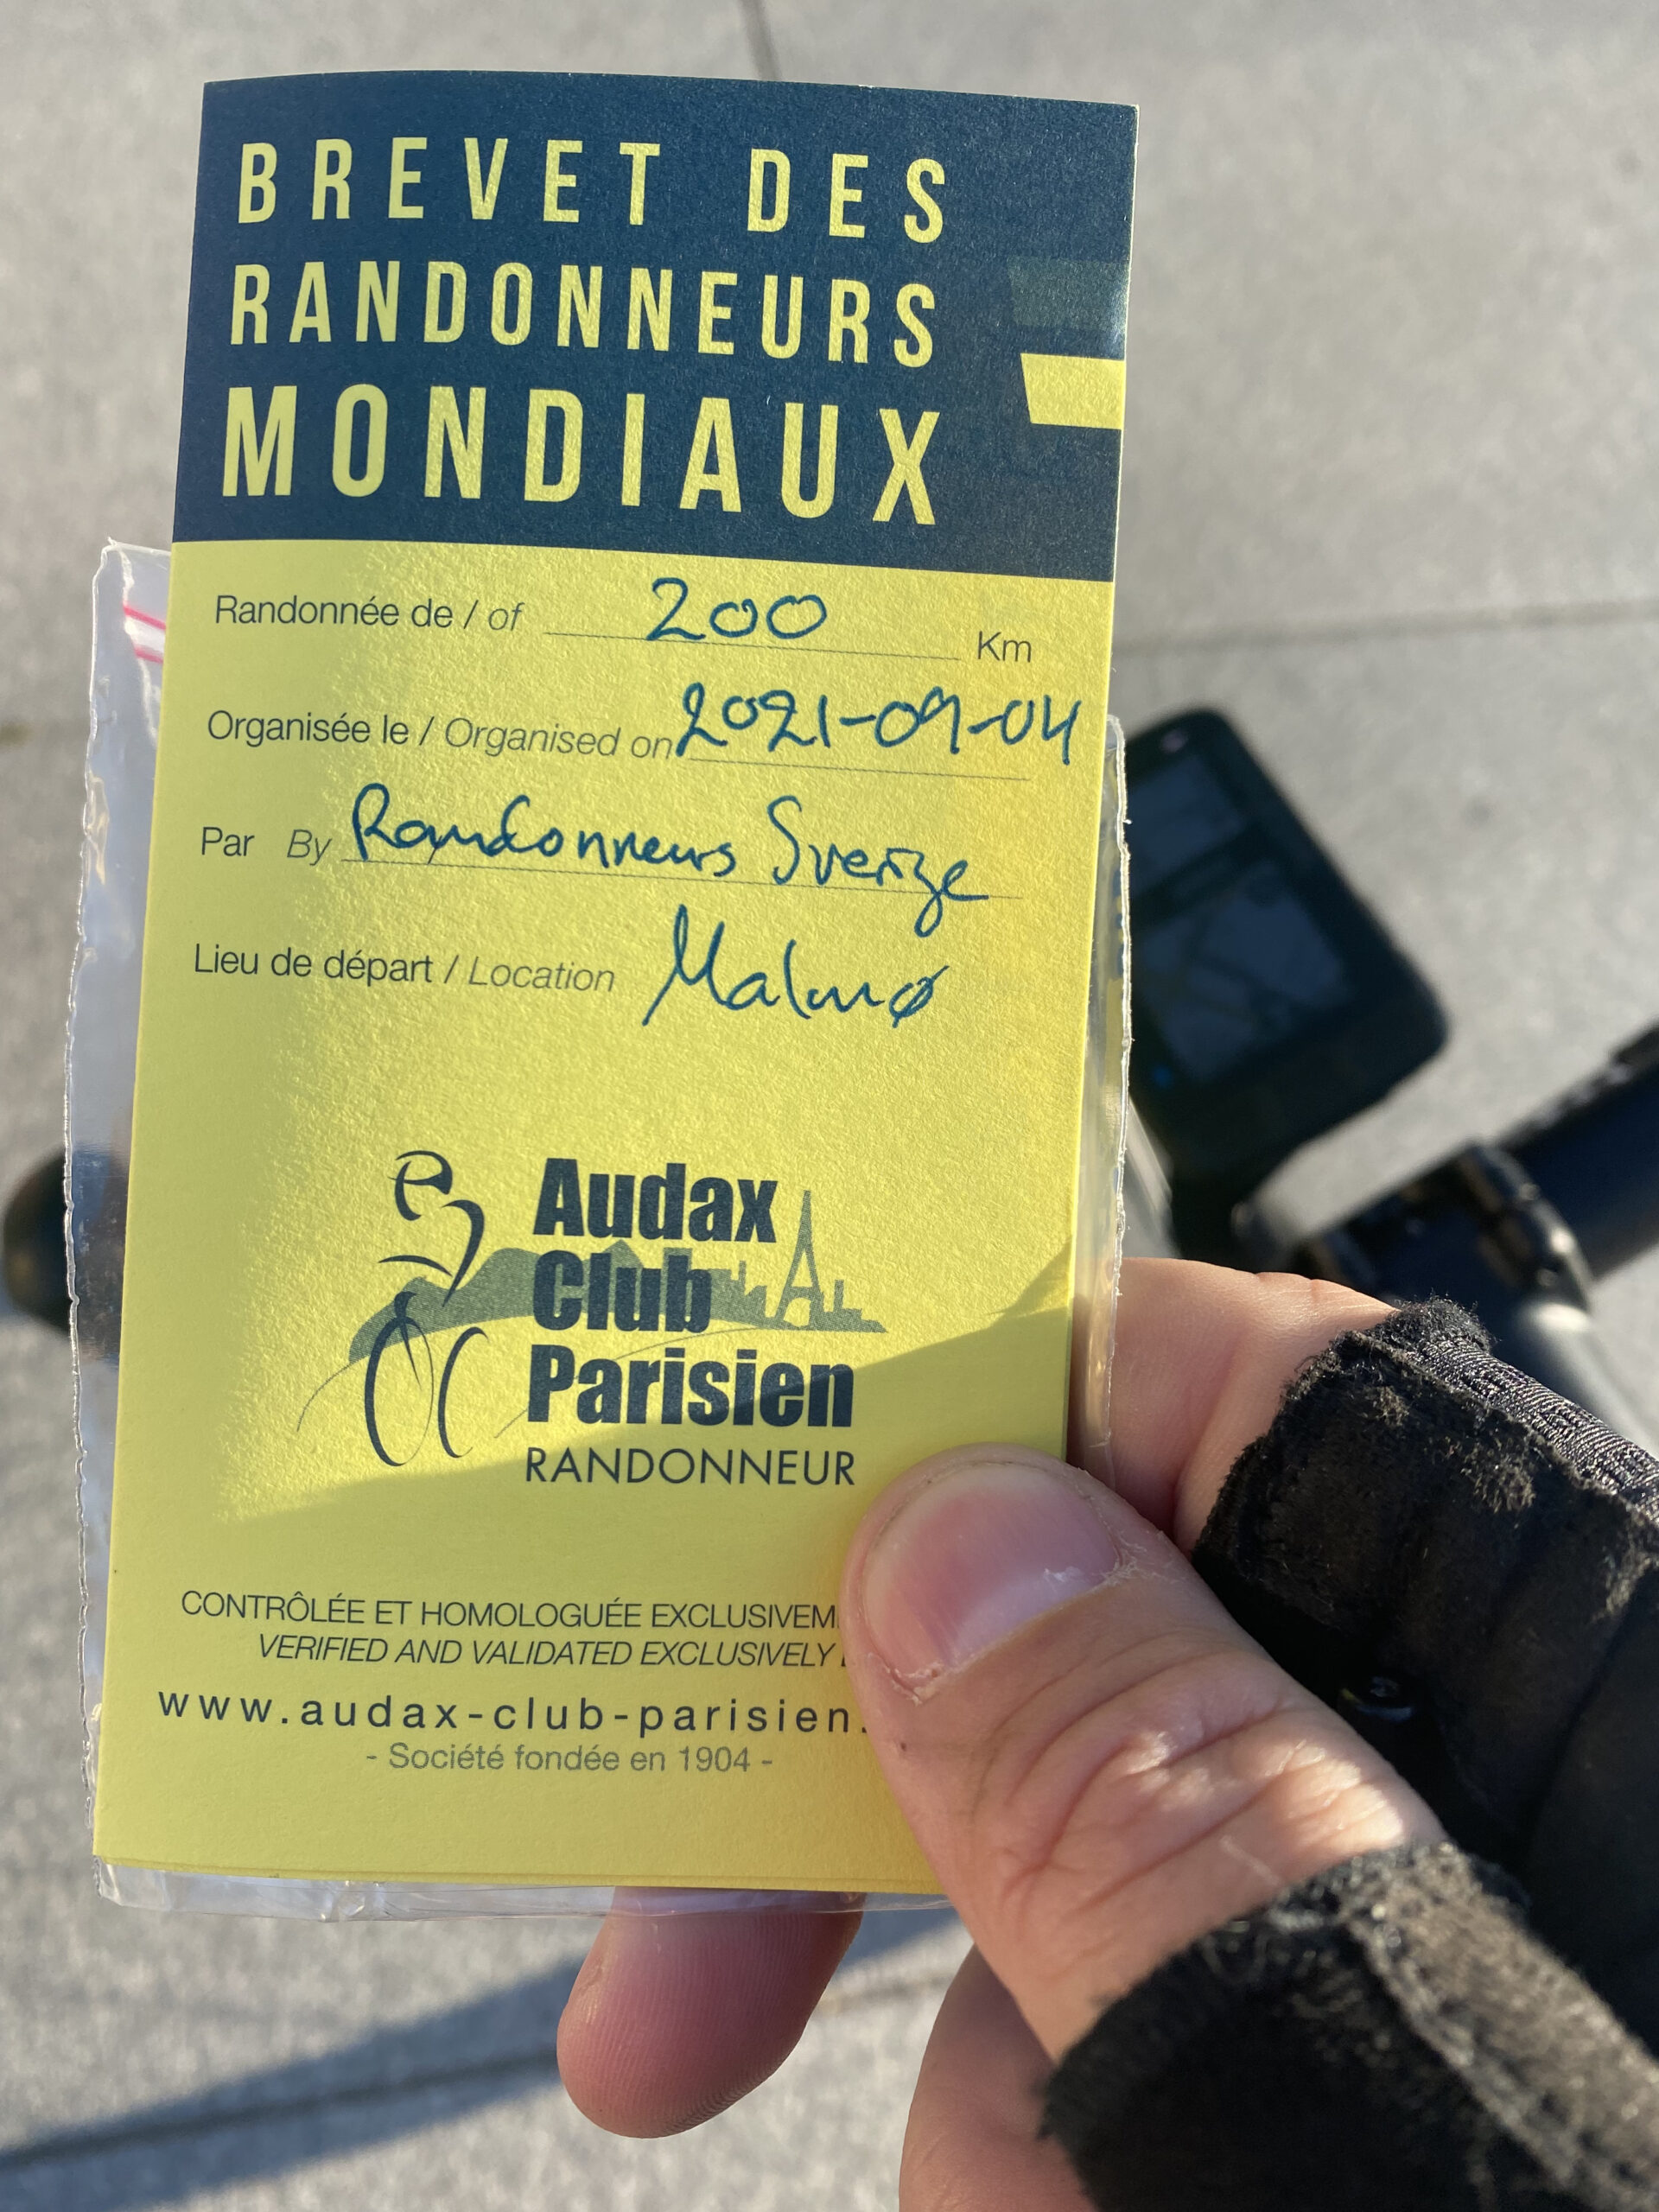 BREVET DES
RANDONNEURS
MONDIAUX
Randonnée de / of 200 Km
Organisée le / Organised on 2021-09-04
Par By Randonneurs Sverige
Lieu de départ / Location Malmø
Audax
Club
Parisien
RANDONNEUR
CONTRÔLÉE ET HOMOLOGUÉE
VERIFIED AND VALIDATED EXCLUSIVELY
www.audax-club-parisien.
- Société fondée en 1904 -